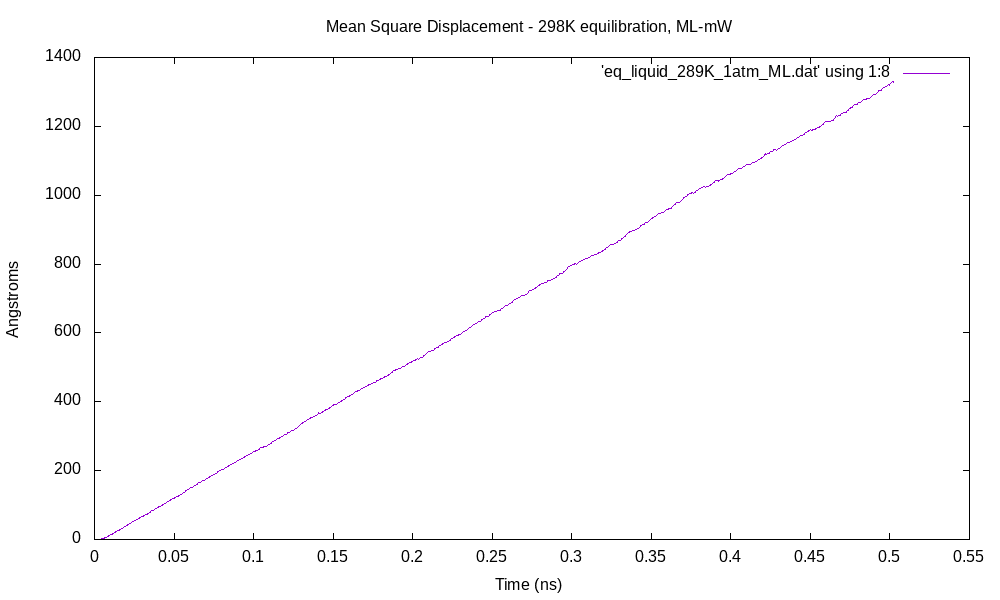 Mean Square Displacement - 298K equilibration, ML-mW
1400
'eq_liquid_289K_1atm_ML.dat' using 1:8
1200
1000
800
Angstroms
600
400
200
0
0 0.05 0.1 0.15 0.2 0.25 0.3 0.35 0.4 0.45 0.5 0.55
Time (ns)